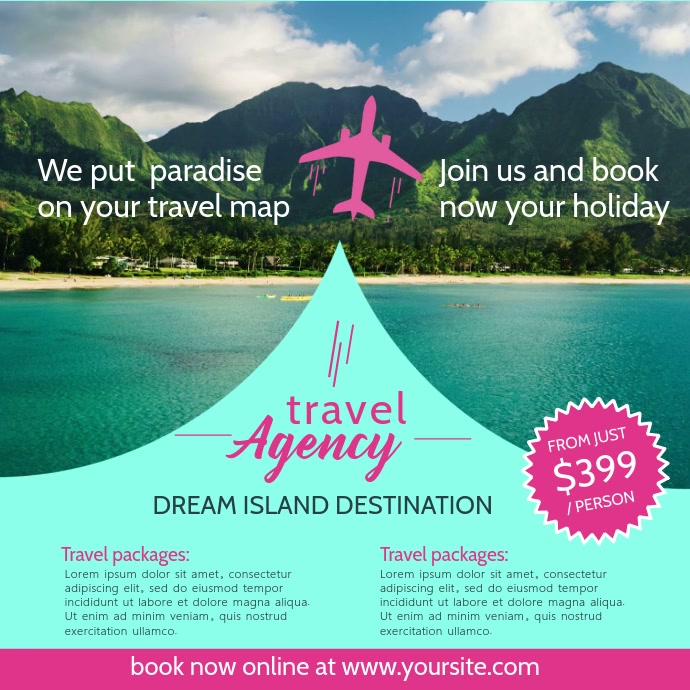 We put paradise
on your travel map
Join us and book
now your holiday
travel
Agency
DREAM ISLAND DESTINATION
FROM JUST
$399
/ PERSON
Travel packages:
Lorem ipsum dolor sit amet, consectetur
adipiscing elit, sed do eiusmod tempor
incididunt ut labore et dolore magna aliqua.
Ut enim ad minim veniam, quis nostrud
exercitation ullamco.
Travel packages:
Lorem ipsum dolor sit amet, consectetur
adipiscing elit, sed do eiusmod tempor
incididunt ut labore et dolore magna aliqua.
Ut enim ad minim veniam, quis nostrud
exercitation ullamco.
book now online at www.yoursite.com